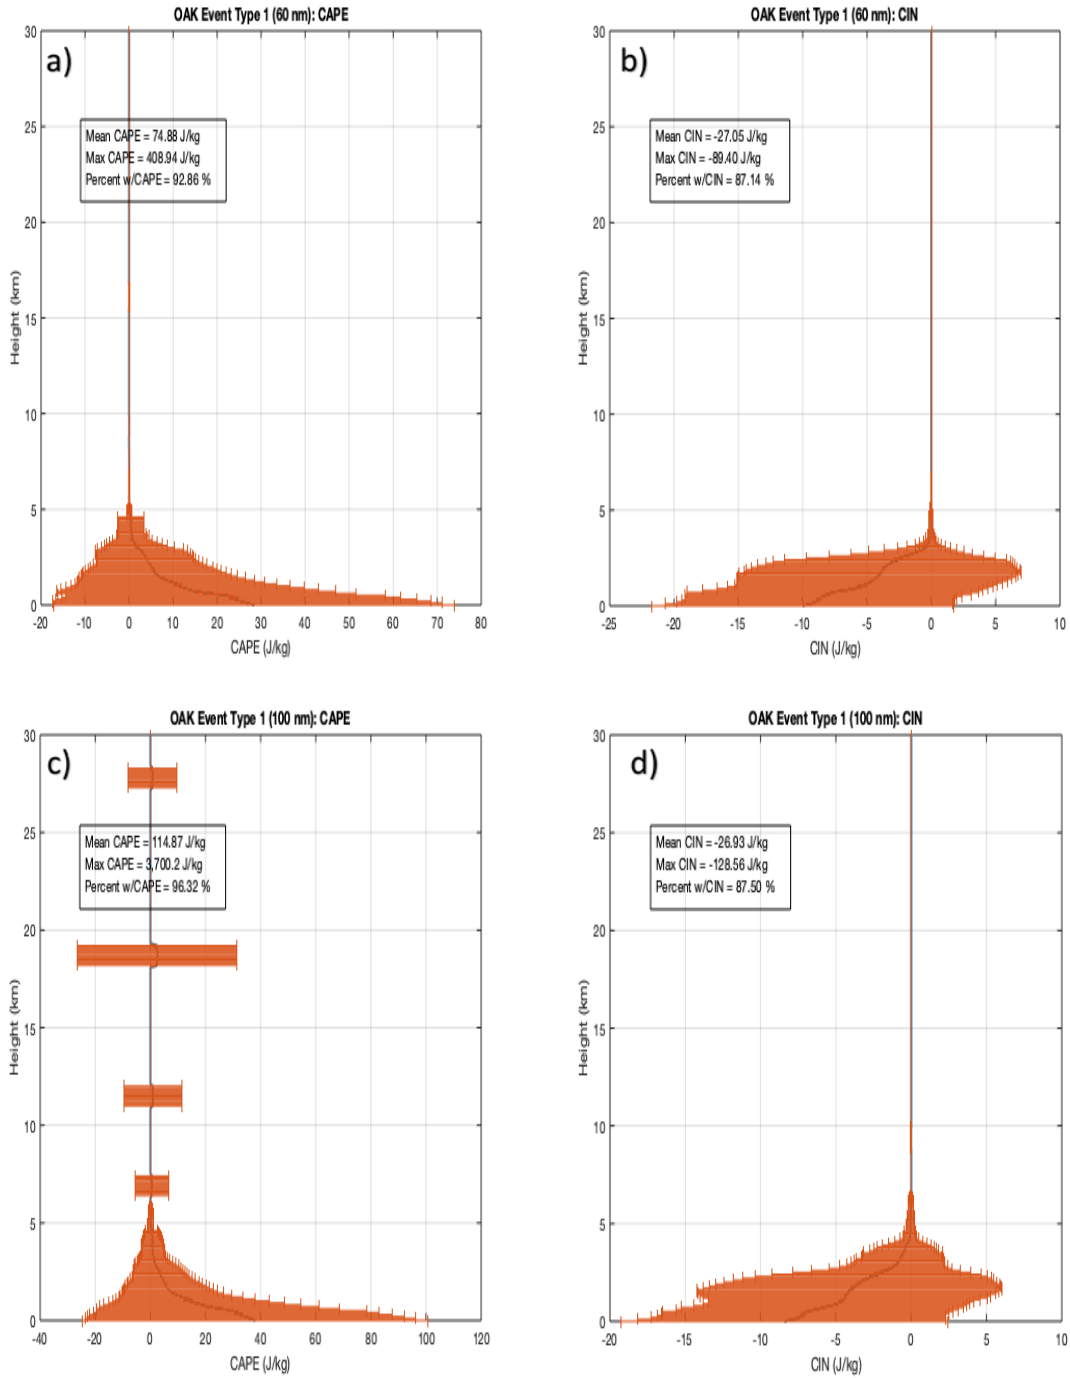 OAK Event Type 1 (60 nm): CAPE
a)
30
25
20
15
10
5
0
Height (km)
Mean CAPE = 74.88 J/kg
Max CAPE = 408.94 J/kg
Percent w/CAPE = 92.86 %
-20 -10 0 10 20 30 40 50 60 70 80
CAPE (J/kg)
OAK Event Type 1 (60 nm): CIN
b)
30
25
20
15
10
5
0
Height (km)
Mean CIN = -27.05 J/kg
Max CIN = -89.40 J/kg
Percent w/CIN = 87.14 %
-25 -20 -15 -10 -5 0 5 10
CIN (J/kg)
OAK Event Type 1 (100 nm): CAPE
c)
30
25
20
15
10
5
0
Height (km)
Mean CAPE = 114.87 J/kg
Max CAPE = 3,700.2 J/kg
Percent w/CAPE = 96.32 %
-40 -20 0 20 40 60 80 100 120
CAPE (J/kg)
OAK Event Type 1 (100 nm): CIN
d)
30
25
20
15
10
5
0
Height (km)
Mean CIN = -26.93 J/kg
Max CIN = -128.56 J/kg
Percent w/CIN = 87.50 %
-20 -15 -10 -5 0 5 10
CIN (J/kg)